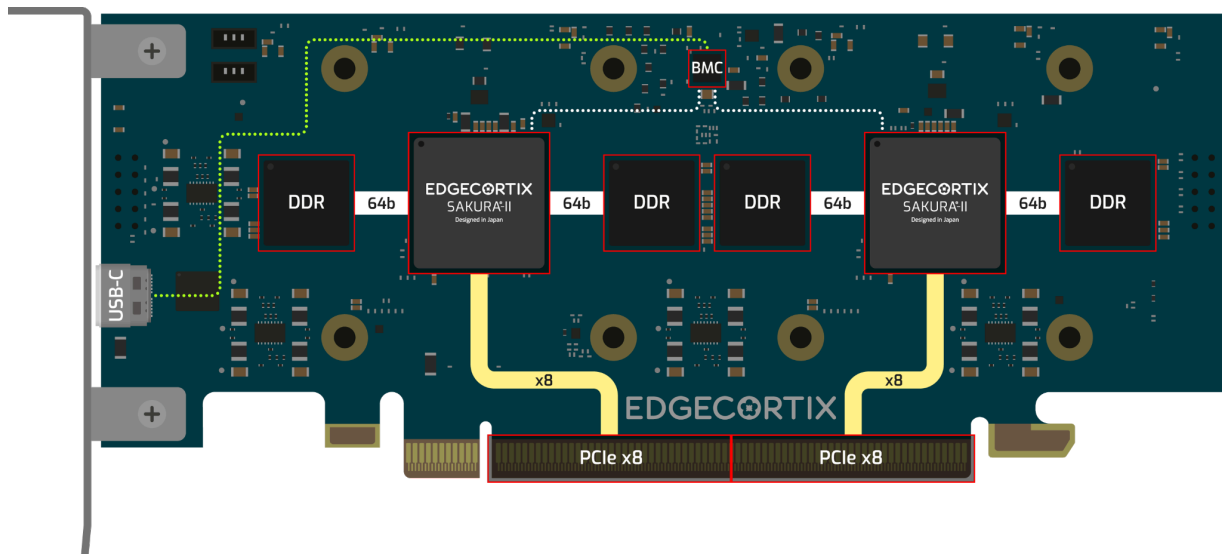 BMC
EDGECORTIX
SAKURA-II
Designed in Japan
EDGECORTIX
SAKURA-II
Designed in Japan
DDR
64b
64b
DDR
DDR
64b
64b
DDR
USB-C
x8
x8
EDGECORTIX
PCIe x8
PCIe x8